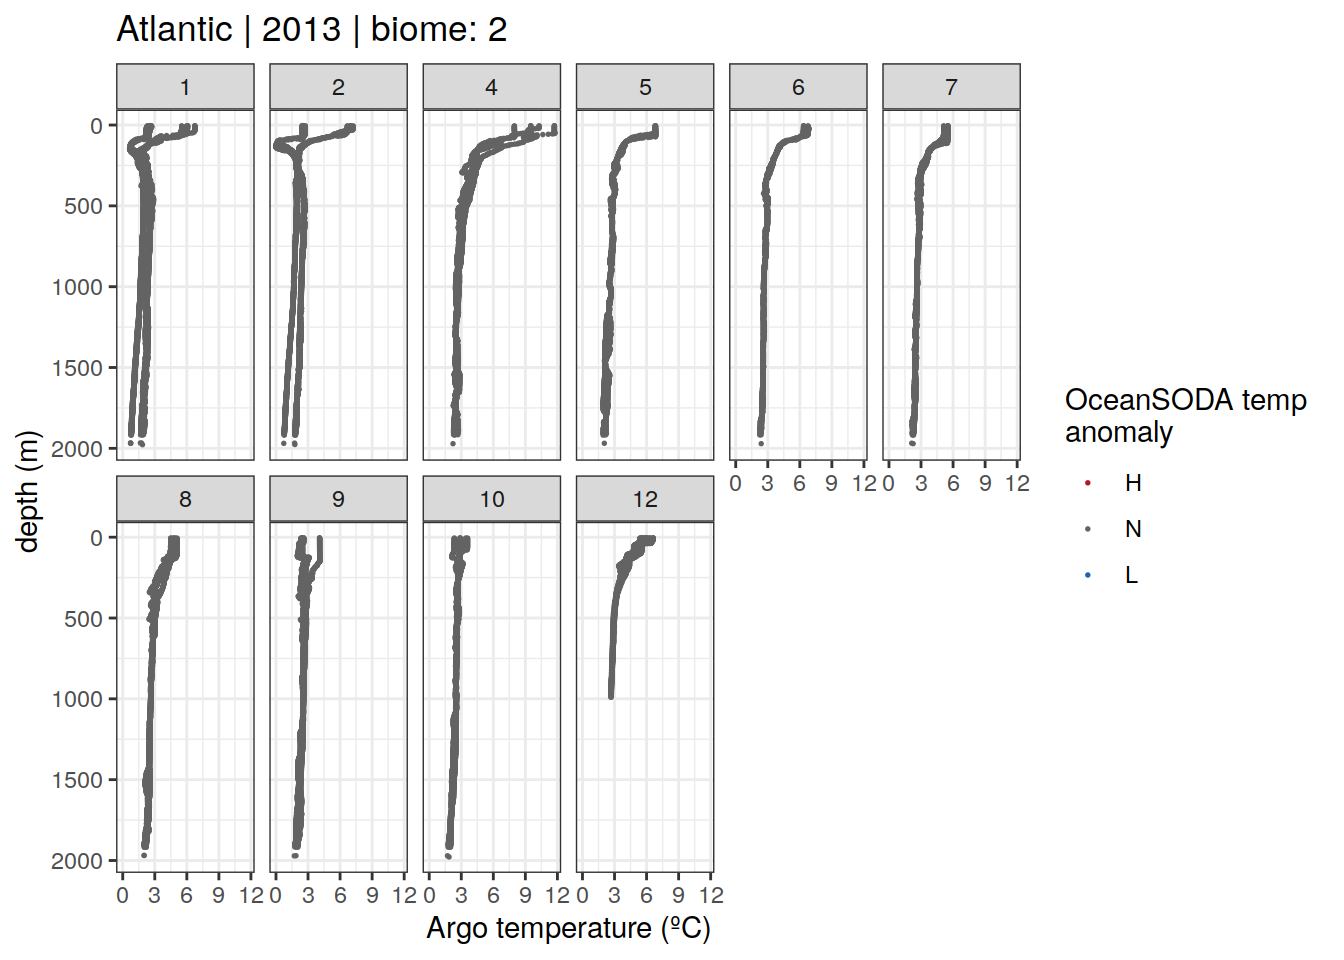 Atlantic | 2013 | biome: 2
1 2 4 5 6 7
0
500
1000
1500
2000
0 3 6 9 12 0 3 6 9 12
8 9 10 12
0
500
1000
1500
2000
0 3 6 9 12 0 3 6 9 12 0 3 6 9 12 0 3 6 9 12
depth (m)
Argo temperature (ºC)
OceanSODA temp
anomaly
H
N
L